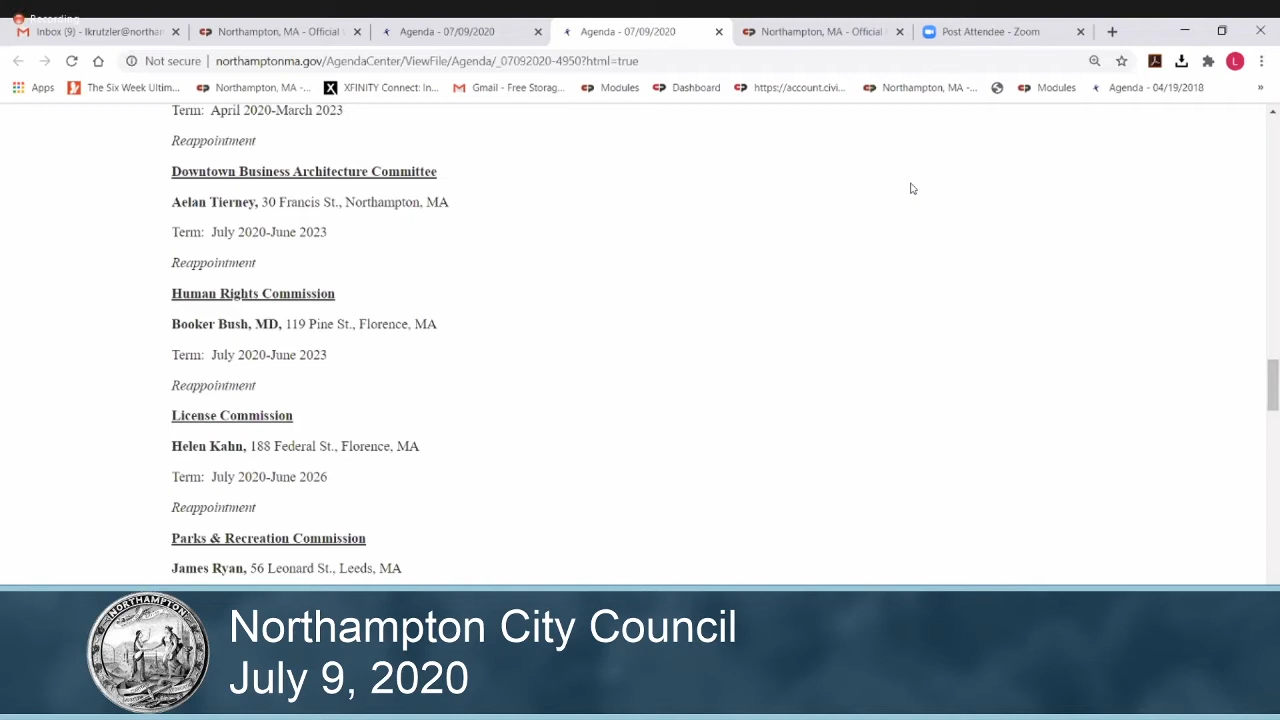 Recording
Inbox (9) - lkrutzler@northan
Northampton, MA - Official
Agenda - 07/09/2020
Agenda - 07/09/2020
Northampton, MA - Official
Post Attendee - Zoom
Not secure
northamptonma.gov/AgendaCenter/ViewFile/Agenda/_07092020-4950?html=true
L
Apps
The Six Week Ultim...
Northampton, MA -...
XFINITY Connect: In...
Gmail - Free Storag...
Modules
Dashboard
https://account.civi...
Northampton, MA -...
Modules
Agenda - 04/19/2018
Term: April 2020-March 2023
Reappointment
Downtown Business Architecture Committee
Aelan Tierney, 30 Francis St., Northampton, MA
Term: July 2020-June 2023
Reappointment
Human Rights Commission
Booker Bush, MD, 119 Pine St., Florence, MA
Term: July 2020-June 2023
Reappointment
License Commission
Helen Kahn, 188 Federal St., Florence, MA
Term: July 2020-June 2026
Reappointment
Parks & Recreation Commission
James Ryan, 56 Leonard St., Leeds, MA
NORTHAMPTON
Northampton City Council
July 9, 2020